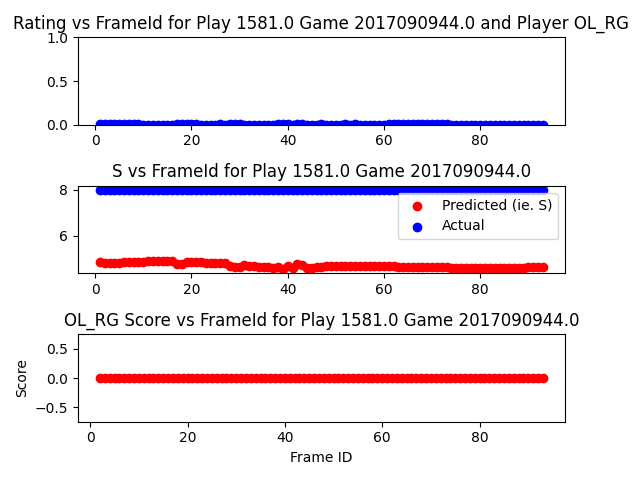 Rating vs FrameId for Play 1581.0 Game 2017090944.0 and Player OL_RG
1.0
0.5
0.0
0 20 40 60 80
S vs FrameId for Play 1581.0 Game 2017090944.0
8
6
Predicted (ie. S)
Actual
0 20 40 60 80
OL_RG Score vs FrameId for Play 1581.0 Game 2017090944.0
Score
0.5
0.0
−0.5
0 20 40 60 80
Frame ID